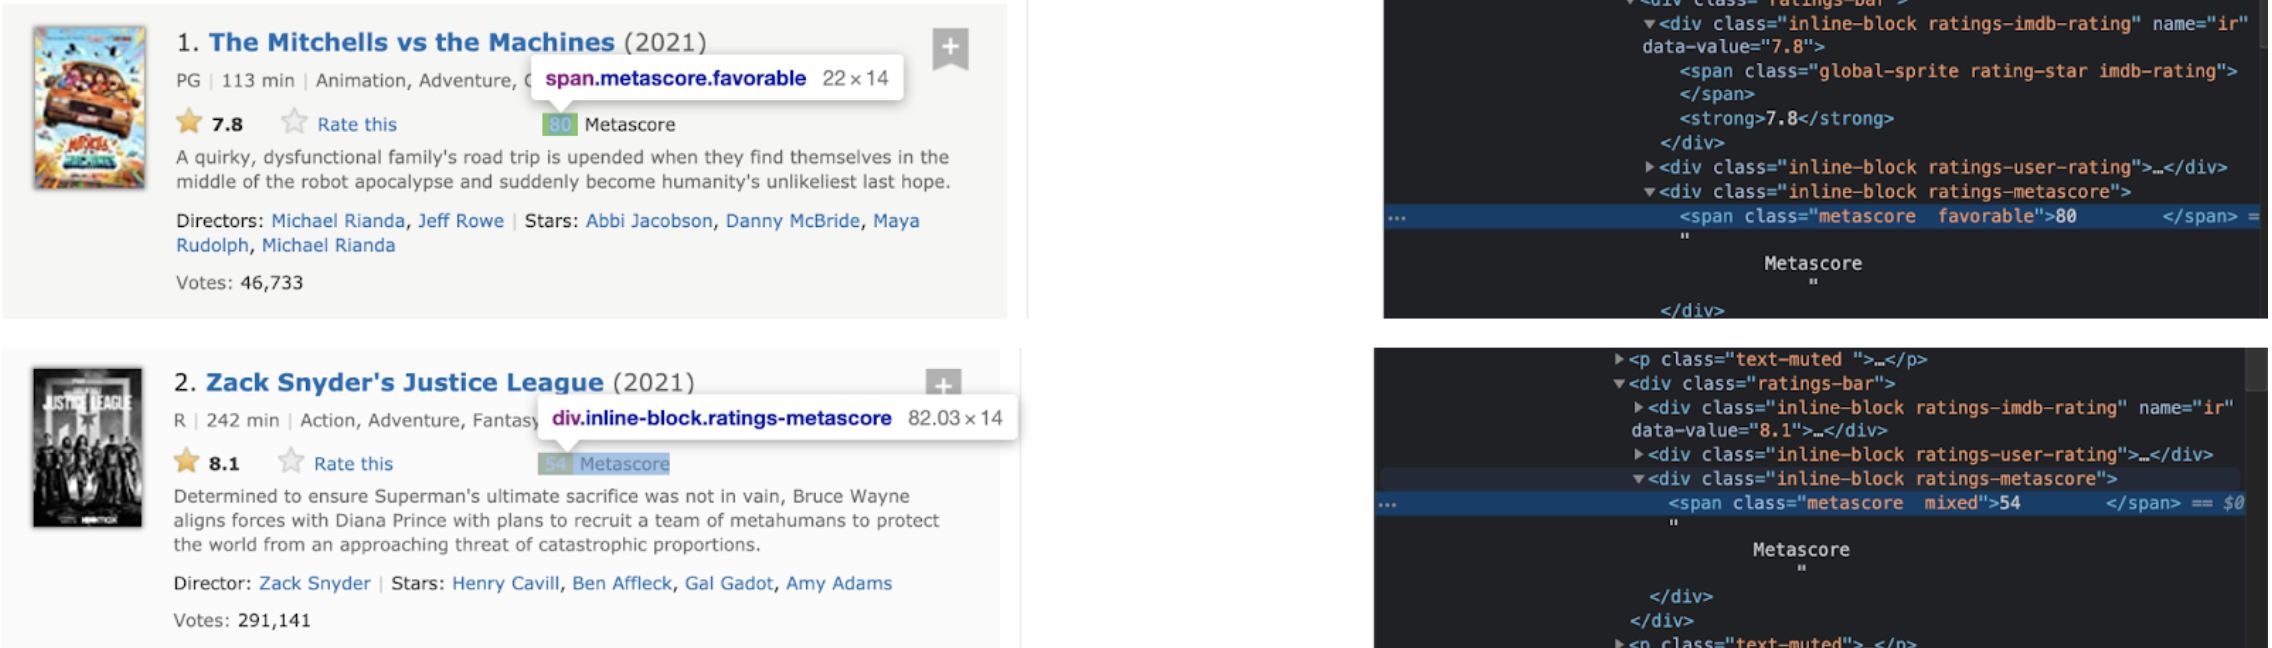 1. The Mitchells vs the Machines (2021)
PG | 113 min | Animation, Adventure, C
span.metascore.favorable 22 × 14
7.8 Rate this 80 Metascore
A quirky, dysfunctional family's road trip is upended when they find themselves in the
middle of the robot apocalypse and suddenly become humanity's unlikeliest last hope.
Directors: Michael Rianda, Jeff Rowe | Stars: Abbi Jacobson, Danny McBride, Maya
Rudolph, Michael Rianda
Votes: 46,733
<div class="ratings-bar">
▼<div class="inline-block ratings-imdb-rating" name="ir"
data-value="7.8">
<span class="global-sprite rating-star imdb-rating">
</span>
<strong>7.8</strong>
</div>
▶<div class="inline-block ratings-user-rating">…</div>
▼<div class="inline-block ratings-metascore">
… <span class="metascore  favorable">80        </span> =
"
Metascore
"
</div>
2. Zack Snyder's Justice League (2021)
R | 242 min | Action, Adventure, Fantasy
div.inline-block.ratings-metascore 82.03 × 14
8.1 Rate this 54 Metascore
Determined to ensure Superman's ultimate sacrifice was not in vain, Bruce Wayne
aligns forces with Diana Prince with plans to recruit a team of metahumans to protect
the world from an approaching threat of catastrophic proportions.
Director: Zack Snyder | Stars: Henry Cavill, Ben Affleck, Gal Gadot, Amy Adams
Votes: 291,141
JUSTICE LEAGUE
▶<p class="text-muted ">…</p>
▼<div class="ratings-bar">
▶<div class="inline-block ratings-imdb-rating" name="ir"
data-value="8.1">…</div>
▶<div class="inline-block ratings-user-rating">…</div>
▼<div class="inline-block ratings-metascore">
… <span class="metascore  mixed">54        </span> == $0
"
Metascore
"
</div>
</div>
▶<p class="text-muted">…</p>